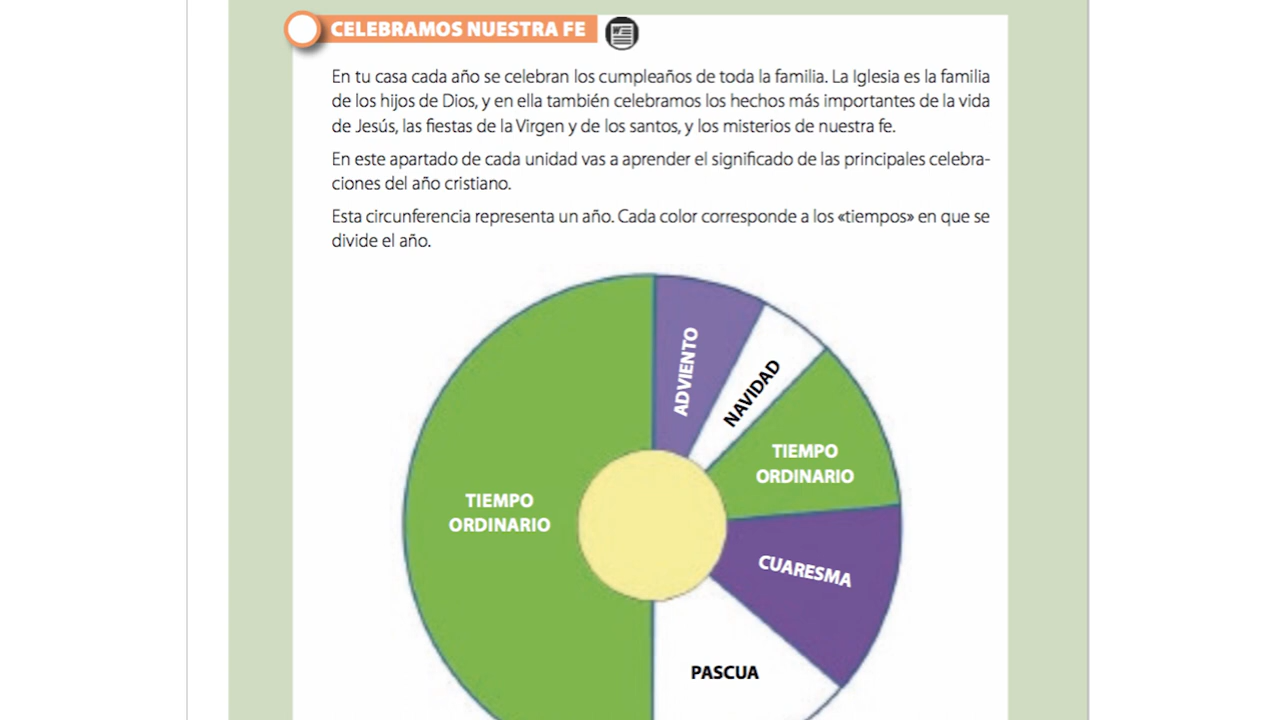 CELEBRAMOS NUESTRA FE
En tu casa cada año se celebran los cumpleaños de toda la familia. La Iglesia es la familia
de los hijos de Dios, y en ella también celebramos los hechos más importantes de la vida
de Jesús, las fiestas de la Virgen y de los santos, y los misterios de nuestra fe.
En este apartado de cada unidad vas a aprender el significado de las principales celebra-
ciones del año cristiano.
Esta circunferencia representa un año. Cada color corresponde a los «tiempos» en que se
divide el año.
ADVIENTO
NAVIDAD
TIEMPO
ORDINARIO
CUARESMA
PASCUA
TIEMPO
ORDINARIO